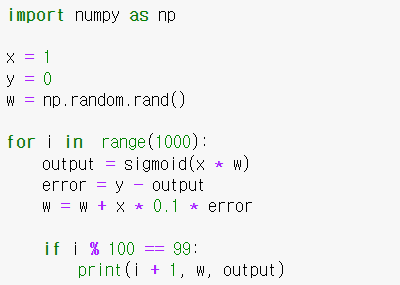 import numpy as np

x = 1
y = 0
w = np.random.rand()

for i in  range(1000):
    output = sigmoid(x * w)
    error = y - output
    w = w + x * 0.1 * error

    if i % 100 == 99:
        print(i + 1, w, output)